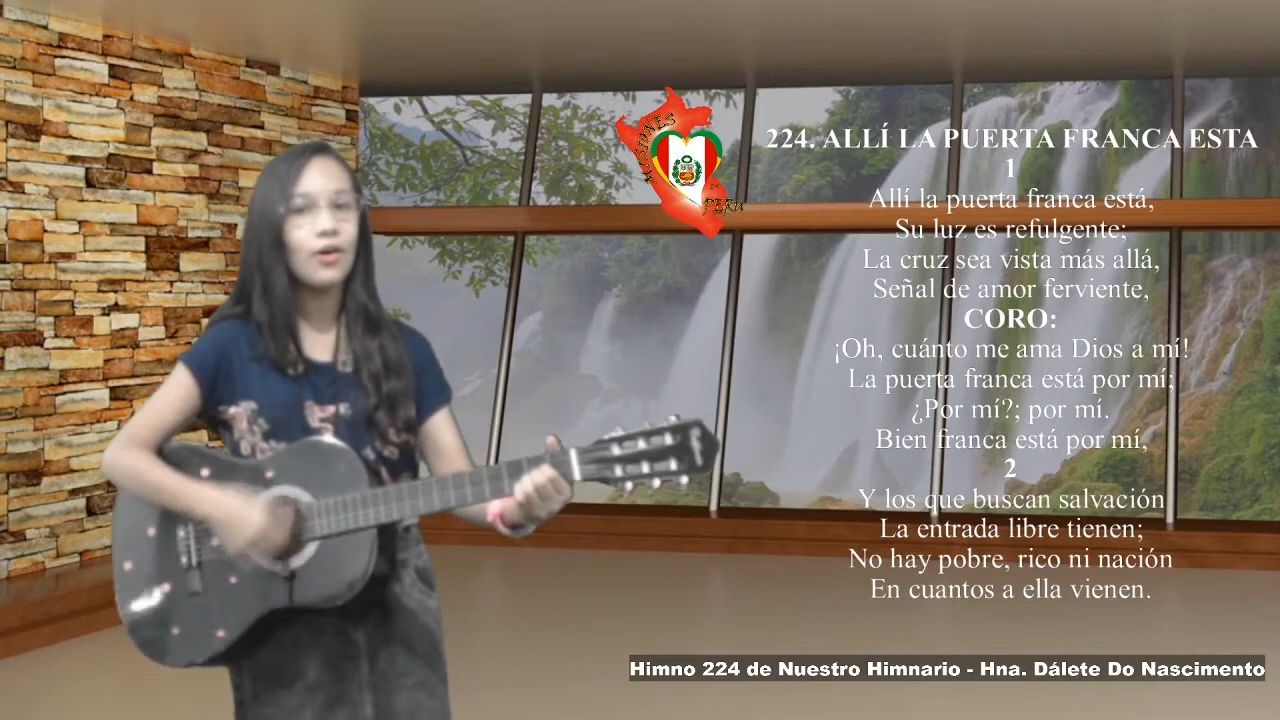 MISIONES
EN
PERÚ
224. ALLÍ LA PUERTA FRANCA ESTA
1
Allí la puerta franca está,
Su luz es refulgente;
La cruz sea vista más allá,
Señal de amor ferviente,
CORO:
¡Oh, cuánto me ama Dios a mí!
La puerta franca está por mí;
¿Por mí?; por mí.
Bien franca está por mí,
2
Y los que buscan salvación
La entrada libre tienen;
No hay pobre, rico ni nación
En cuantos a ella vienen.
Himno 224 de Nuestro Himnario - Hna. Dálete Do Nascimento